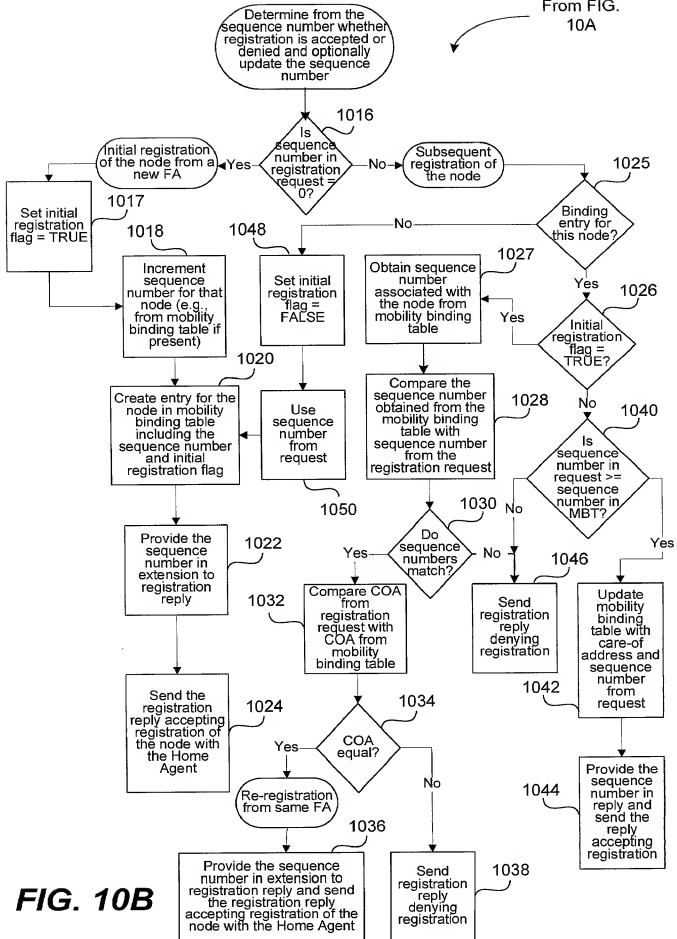 From FIG.
10A
Determine from the
sequence number whether
registration is accepted or
denied and optionally
update the sequence
number
1016
Is
sequence
number in
registration
request =
0?
Yes
No
Initial registration
of the node from a
new FA
Subsequent
registration of
the node
1017
Set initial
registration
flag = TRUE
1018
Increment
sequence
number for that
node (e.g.,
from mobility
binding table if
present)
1048
Set initial
registration
flag =
FALSE
1025
Binding
entry for
this node?
No
Yes
1027
Obtain sequence
number
associated with
the node from
mobility binding
table
1026
Initial
registration
flag =
TRUE?
Yes
No
1020
Create entry for the
node in mobility
binding table
including the
sequence number
and initial
registration flag
Use
sequence
number
from
request
1050
1028
Compare the
sequence number
obtained from the
mobility binding
table with
sequence number
from the
registration request
1040
Is
sequence
number in
request >=
sequence
number in
MBT?
No
Yes
1030
Do
sequence
numbers
match?
Yes
No
1022
Provide the
sequence
number in
extension to
registration
reply
1032
Compare COA
from
registration
request with
COA from
mobility
binding table
1046
Send
registration
reply
denying
registration
1042
Update
mobility
binding
table with
care-of
address and
sequence
number
from
request
1024
Send the
registration
reply accepting
registration of
the node with
the Home
Agent
1034
COA
equal?
Yes
No
Re-registration
from same FA
1036
Provide the sequence
number in extension to
registration reply and send
the registration reply
accepting registration of the
node with the Home Agent
1038
Send
registration
reply
denying
registration
1044
Provide the
sequence
number in
reply and
send the
reply
accepting
registration
FIG. 10B